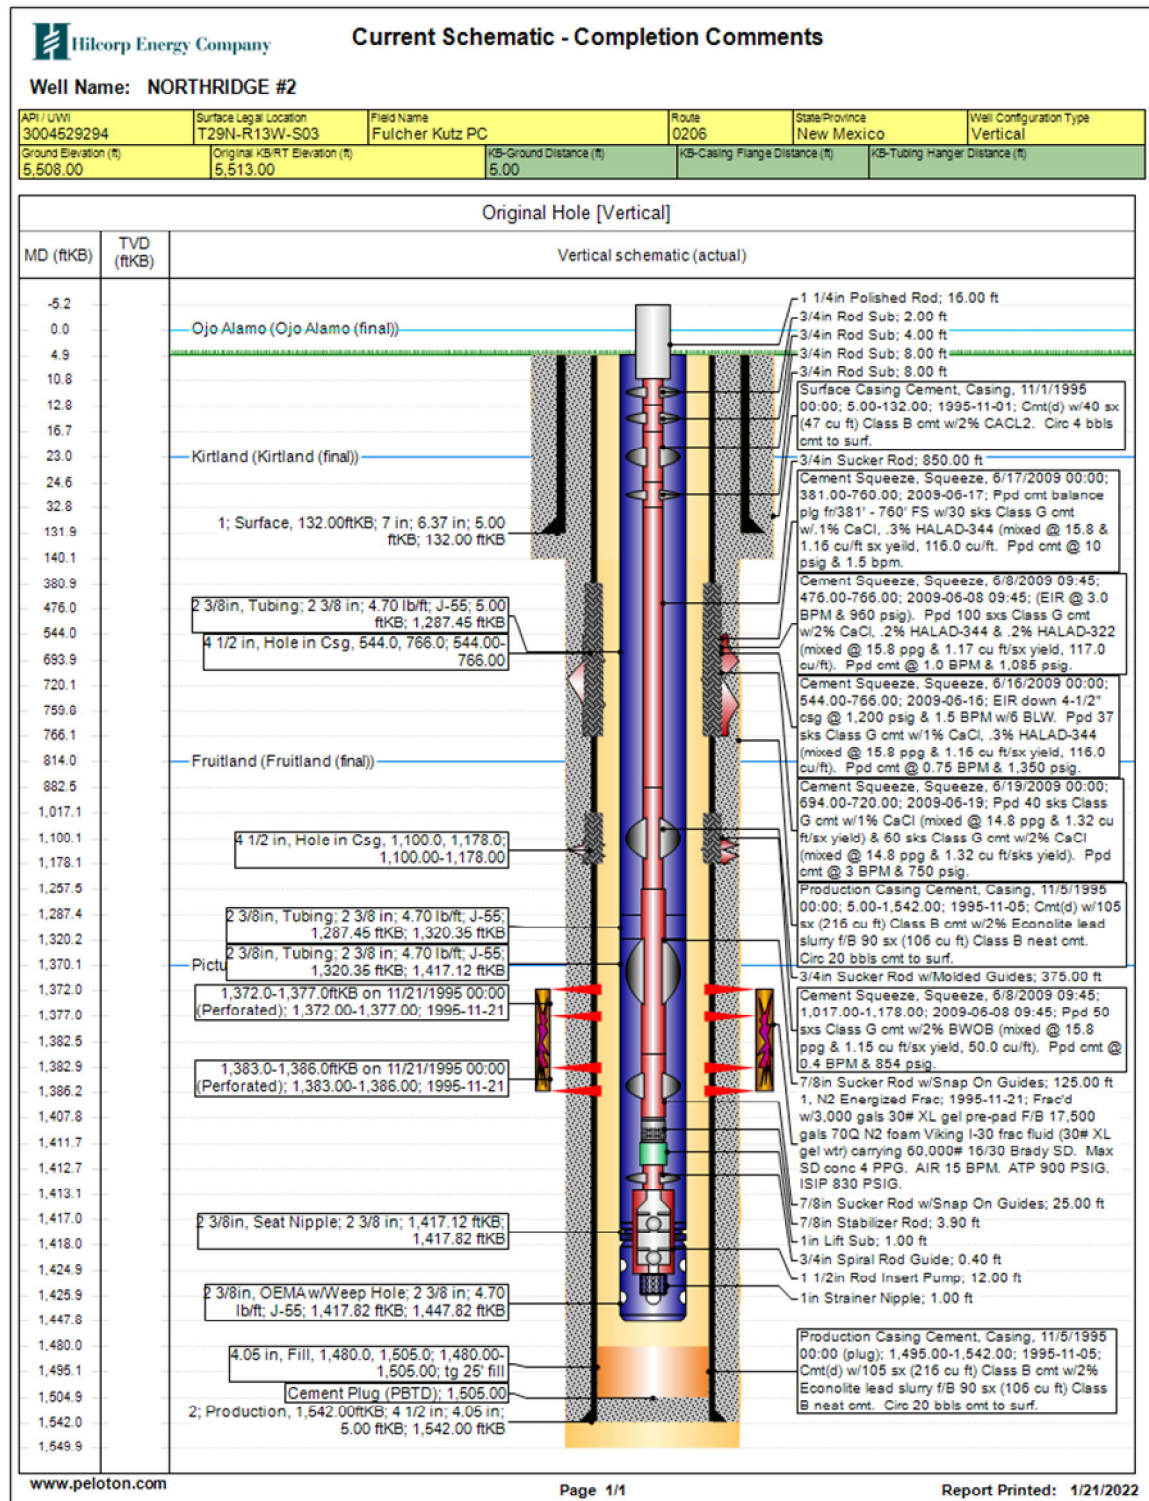 Hilcorp Energy Company
Current Schematic - Completion Comments
Well Name: NORTHRIDGE #2
API / UWI
3004529294
Surface Legal Location
T29N-R13W-S03
Field Name
Fulcher Kutz PC
Route
0206
State/Province
New Mexico
Well Configuration Type
Vertical
Ground Elevation (ft)
5,508.00
Original KB/RT Elevation (ft)
5,513.00
KB-Ground Distance (ft)
5.00
KB-Casing Flange Distance (ft)
KB-Tubing Hanger Distance (ft)
Original Hole [Vertical]
MD (ftKB)
TVD
(ftKB)
Vertical schematic (actual)
-5.2
0.0
4.9
10.8
12.8
16.7
23.0
24.6
32.8
131.9
140.1
380.9
476.0
544.0
693.9
720.1
759.8
766.1
814.0
882.5
1,017.1
1,100.1
1,178.1
1,257.5
1,287.4
1,320.2
1,370.1
1,372.0
1,377.0
1,382.5
1,382.9
1,386.2
1,407.8
1,411.7
1,412.7
1,413.1
1,417.0
1,418.0
1,424.9
1,425.9
1,447.8
1,480.0
1,495.1
1,504.9
1,542.0
1,549.9
Ojo Alamo (Ojo Alamo (final))
Kirtland (Kirtland (final))
1; Surface, 132.00ftKB; 7 in; 6.37 in; 5.00
ftKB; 132.00 ftKB
2 3/8in, Tubing; 2 3/8 in; 4.70 lb/ft; J-55; 5.00
ftKB; 1,287.45 ftKB
4 1/2 in, Hole in Csg, 544.0, 766.0; 544.00-
766.00
Fruitland (Fruitland (final))
4 1/2 in, Hole in Csg, 1,100.0, 1,178.0;
1,100.00-1,178.00
2 3/8in, Tubing; 2 3/8 in; 4.70 lb/ft; J-55;
1,287.45 ftKB; 1,320.35 ftKB
2 3/8in, Tubing; 2 3/8 in; 4.70 lb/ft; J-55;
1,320.35 ftKB; 1,417.12 ftKB
Pictu
1,372.0-1,377.0ftKB on 11/21/1995 00:00
(Perforated); 1,372.00-1,377.00; 1995-11-21
1,383.0-1,386.0ftKB on 11/21/1995 00:00
(Perforated); 1,383.00-1,386.00; 1995-11-21
2 3/8in, Seat Nipple; 2 3/8 in; 1,417.12 ftKB;
1,417.82 ftKB
2 3/8in, OEMA w/Weep Hole; 2 3/8 in; 4.70
lb/ft; J-55; 1,417.82 ftKB; 1,447.82 ftKB
4.05 in, Fill, 1,480.0, 1,505.0; 1,480.00-
1,505.00; tg 25' fill
Cement Plug (PBTD); 1,505.00
2; Production, 1,542.00ftKB; 4 1/2 in; 4.05 in;
5.00 ftKB; 1,542.00 ftKB
1 1/4in Polished Rod; 16.00 ft
3/4in Rod Sub; 2.00 ft
3/4in Rod Sub; 4.00 ft
3/4in Rod Sub; 8.00 ft
3/4in Rod Sub; 8.00 ft
Surface Casing Cement, Casing, 11/1/1995
00:00; 5.00-132.00; 1995-11-01; Cmt(d) w/40 sx
(47 cu ft) Class B cmt w/2% CACL2. Circ 4 bbls
cmt to surf.
3/4in Sucker Rod; 850.00 ft
Cement Squeeze, Squeeze, 6/17/2009 00:00;
381.00-760.00; 2009-06-17; Ppd cmt balance
plg fr/381' - 760' FS w/30 sks Class G cmt
w/.1% CaCl, .3% HALAD-344 (mixed @ 15.8 &
1.16 cu/ft sx yeild, 116.0 cu/ft. Ppd cmt @ 10
psig & 1.5 bpm.
Cement Squeeze, Squeeze, 6/8/2009 09:45;
476.00-766.00; 2009-06-08 09:45; (EIR @ 3.0
BPM & 960 psig). Ppd 100 sxs Class G cmt
w/2% CaCl, .2% HALAD-344 & .2% HALAD-322
(mixed @ 15.8 ppg & 1.17 cu ft/sx yield, 117.0
cu/ft). Ppd cmt @ 1.0 BPM & 1,085 psig.
Cement Squeeze, Squeeze, 6/16/2009 00:00;
544.00-766.00; 2009-06-16; EIR down 4-1/2"
csg @ 1,200 psig & 1.5 BPM w/6 BLW. Ppd 37
sks Class G cmt w/1% CaCl, .3% HALAD-344
(mixed @ 15.8 ppg & 1.16 cu ft/sx yield, 116.0
cu/ft). Ppd cmt @ 0.75 BPM & 1,350 psig.
Cement Squeeze, Squeeze, 6/19/2009 00:00;
694.00-720.00; 2009-06-19; Ppd 40 sks Class
G cmt w/1% CaCl (mixed @ 14.8 ppg & 1.32 cu
ft/sx yield) & 60 sks Class G cmt w/2% CaCl
(mixed @ 14.8 ppg & 1.32 cu ft/sks yield). Ppd
cmt @ 3 BPM & 750 psig.
Production Casing Cement, Casing, 11/5/1995
00:00; 5.00-1,542.00; 1995-11-05; Cmt(d) w/105
sx (216 cu ft) Class B cmt w/2% Econolite lead
slurry f/B 90 sx (106 cu ft) Class B neat cmt.
Circ 20 bbls cmt to surf.
3/4in Sucker Rod w/Molded Guides; 375.00 ft
Cement Squeeze, Squeeze, 6/8/2009 09:45;
1,017.00-1,178.00; 2009-06-08 09:45; Ppd 50
sxs Class G cmt w/2% BWOB (mixed @ 15.8
ppg & 1.15 cu ft/sx yield, 50.0 cu/ft). Ppd cmt @
0.4 BPM & 854 psig.
7/8in Sucker Rod w/Snap On Guides; 125.00 ft
1, N2 Energized Frac; 1995-11-21; Frac'd
w/3,000 gals 30# XL gel pre-pad F/B 17,500
gals 70Q N2 foam Viking I-30 frac fluid (30# XL
gel wtr) carrying 60,000# 16/30 Brady SD. Max
SD conc 4 PPG. AIR 15 BPM. ATP 900 PSIG.
ISIP 830 PSIG.
7/8in Sucker Rod w/Snap On Guides; 25.00 ft
7/8in Stabilizer Rod; 3.90 ft
1in Lift Sub; 1.00 ft
3/4in Spiral Rod Guide; 0.40 ft
1 1/2in Rod Insert Pump; 12.00 ft
1in Strainer Nipple; 1.00 ft
Production Casing Cement, Casing, 11/5/1995
00:00 (plug); 1,495.00-1,542.00; 1995-11-05;
Cmt(d) w/105 sx (216 cu ft) Class B cmt w/2%
Econolite lead slurry f/B 90 sx (106 cu ft) Class
B neat cmt. Circ 20 bbls cmt to surf.
www.peloton.com
Page 1/1
Report Printed: 1/21/2022